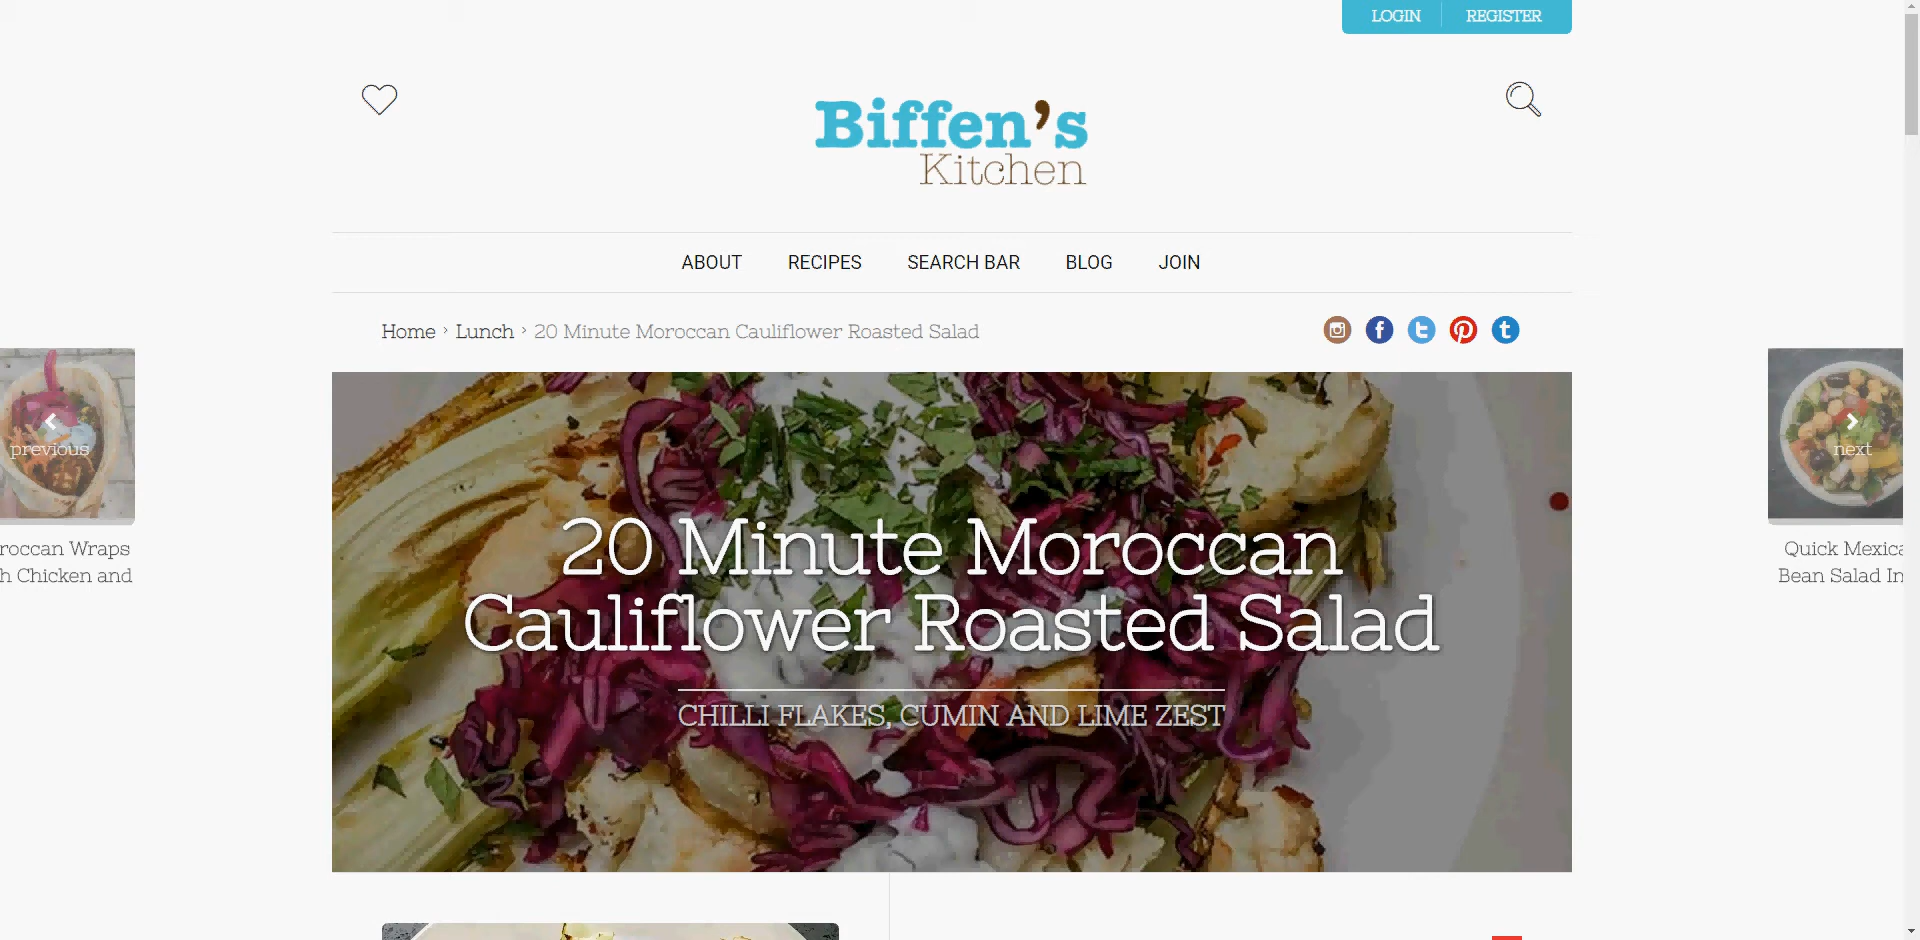 LOGIN REGISTER
Biffen's
Kitchen
ABOUT RECIPES SEARCH BAR BLOG JOIN
Home › Lunch › 20 Minute Moroccan Cauliflower Roasted Salad
previous
next
20 Minute Moroccan
Cauliflower Roasted Salad
CHILLI FLAKES, CUMIN AND LIME ZEST
roccan Wraps
h Chicken and
Quick Mexica
Bean Salad In